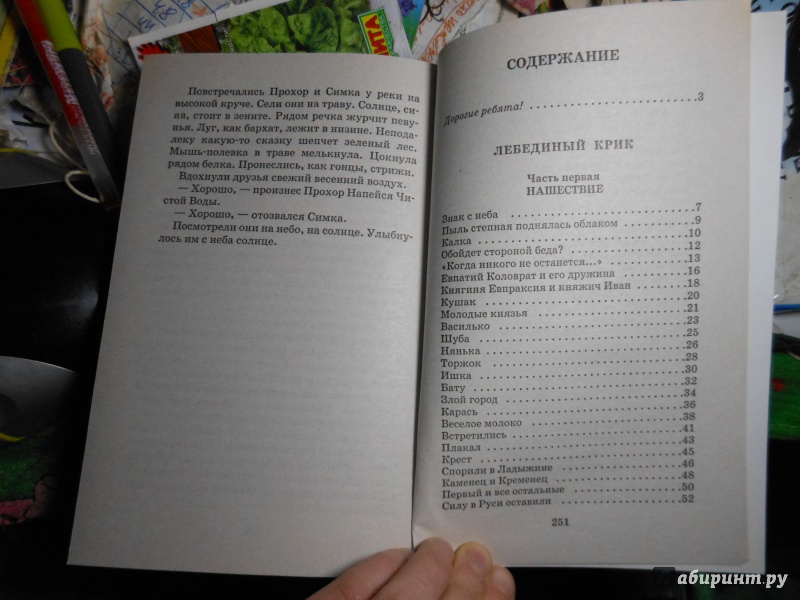 ИТА
Повстречались Прохор и Симка у реки на
высокой круче. Сели они на траву. Солнце, си-
яя, стоит в зените. Рядом речка журчит певу-
нья. Луг, как бархат, лежит в низине. Непода-
леку какую-то сказку шепчет зеленый лес.
Мышь-полевка в траве мелькнула. Цокнула
рядом белка. Пронеслись, как гонцы, стрижи.
Вдохнули друзья свежий весенний воздух.
— Хорошо, — произнес Прохор Напейся Чи-
стой Воды.
— Хорошо, — отозвался Симка.
Посмотрели они на небо, на солнце. Улыбну-
лось им с неба солнце.
СОДЕРЖАНИЕ
Дорогие ребята! . . . . . . . . . . . . . . . . . . .3
ЛЕБЕДИНЫЙ КРИК
Часть первая
НАШЕСТВИЕ
Знак с неба . . . . . . . . . . . . . . . . . . . .7
Пыль степная поднялась облаком . . . . . . . . .9
Калка . . . . . . . . . . . . . . . . . . . . . .10
Обойдет стороной беда? . . . . . . . . . . . . .12
«Когда никого не останется...» . . . . . . . . .13
Евпатий Коловрат и его дружина . . . . . . . . .16
Княгиня Евпраксия и княжич Иван . . . . . . . .18
Кушак . . . . . . . . . . . . . . . . . . . . . .20
Молодые князья . . . . . . . . . . . . . . . . .21
Василько . . . . . . . . . . . . . . . . . . . .23
Шуба . . . . . . . . . . . . . . . . . . . . . .25
Нянька . . . . . . . . . . . . . . . . . . . . .26
Торжок . . . . . . . . . . . . . . . . . . . . .28
Ишка . . . . . . . . . . . . . . . . . . . . . .30
Бату . . . . . . . . . . . . . . . . . . . . . .32
Злой город . . . . . . . . . . . . . . . . . . .34
Карась . . . . . . . . . . . . . . . . . . . . .36
Веселое молоко . . . . . . . . . . . . . . . . .38
Встретились . . . . . . . . . . . . . . . . . . .41
Плакал . . . . . . . . . . . . . . . . . . . . .43
Крест . . . . . . . . . . . . . . . . . . . . . .45
Спорили в Ладыжине . . . . . . . . . . . . . . .46
Каменец и Кременец . . . . . . . . . . . . . . .48
Первый и все остальные . . . . . . . . . . . . .50
Силу в Руси оставили . . . . . . . . . . . . . .52
251
Лабиринт.ру